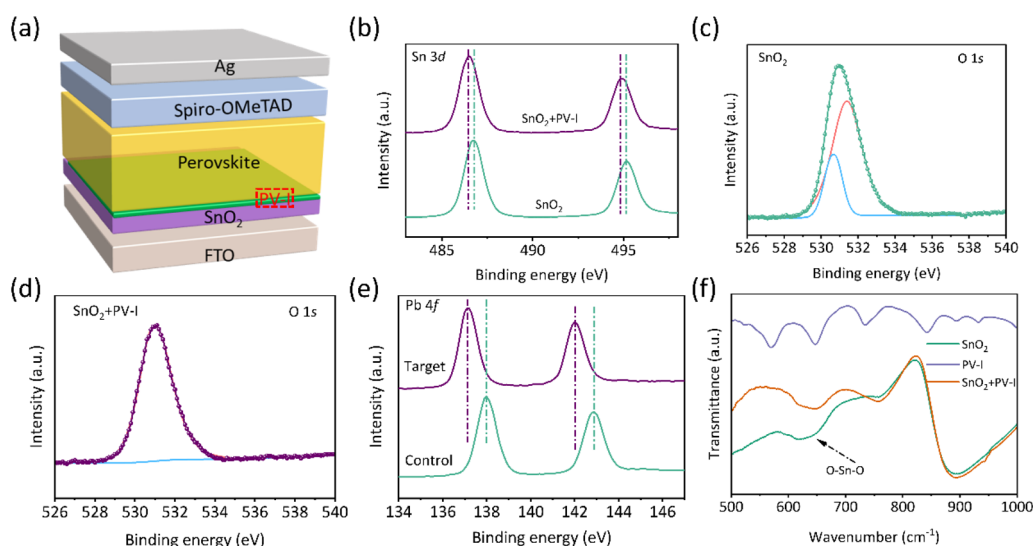 (a)
Ag
Spiro-OMeTAD
Perovskite
PV-I
SnO₂
FTO
(b)
Sn 3d
SnO₂+PV-I
SnO₂
485 490 495
Binding energy (eV)
Intensity (a.u.)
(c)
SnO₂ O 1s
526 528 530 532 534 536 538 540
Binding energy (eV)
Intensity (a.u.)
(d)
SnO₂+PV-I O 1s
526 528 530 532 534 536 538 540
Binding energy (eV)
Intensity (a.u.)
(e)
Pb 4f
Target
Control
134 136 138 140 142 144 146
Binding energy (eV)
Intensity (a.u.)
(f)
SnO₂
PV-I
SnO₂+PV-I
O-Sn-O
500 600 700 800 900 1000
Wavenumber (cm⁻¹)
Transmittance (a.u.)